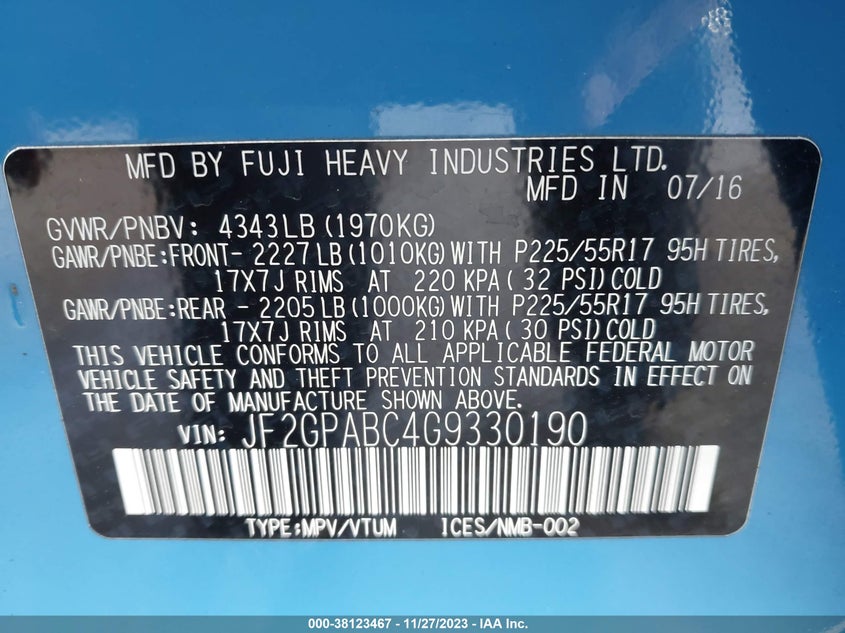 MFD BY FUJI HEAVY INDUSTRIES LTD.
MFD IN 07/16
GVWR/PNBV: 4343LB (1970KG)
GAWR/PNBE:FRONT- 2227LB (1010KG) WITH P225/55R17 95H TIRES,
17X7J RIMS AT 220 KPA ( 32 PSI) COLD
GAWR/PNBE:REAR - 2205LB (1000KG) WITH P225/55R17 95H TIRES,
17X7J RIMS AT 210 KPA ( 30 PSI) COLD
THIS VEHICLE CONFORMS TO ALL APPLICABLE FEDERAL MOTOR
VEHICLE SAFETY AND THEFT PREVENTION STANDARDS IN EFFECT ON
THE DATE OF MANUFACTURE SHOWN ABOVE.
VIN: JF2GPABC4G9330190
TYPE:MPV/VTUM ICES/NMB-002
000-38123467 - 11/27/2023 - IAA Inc.